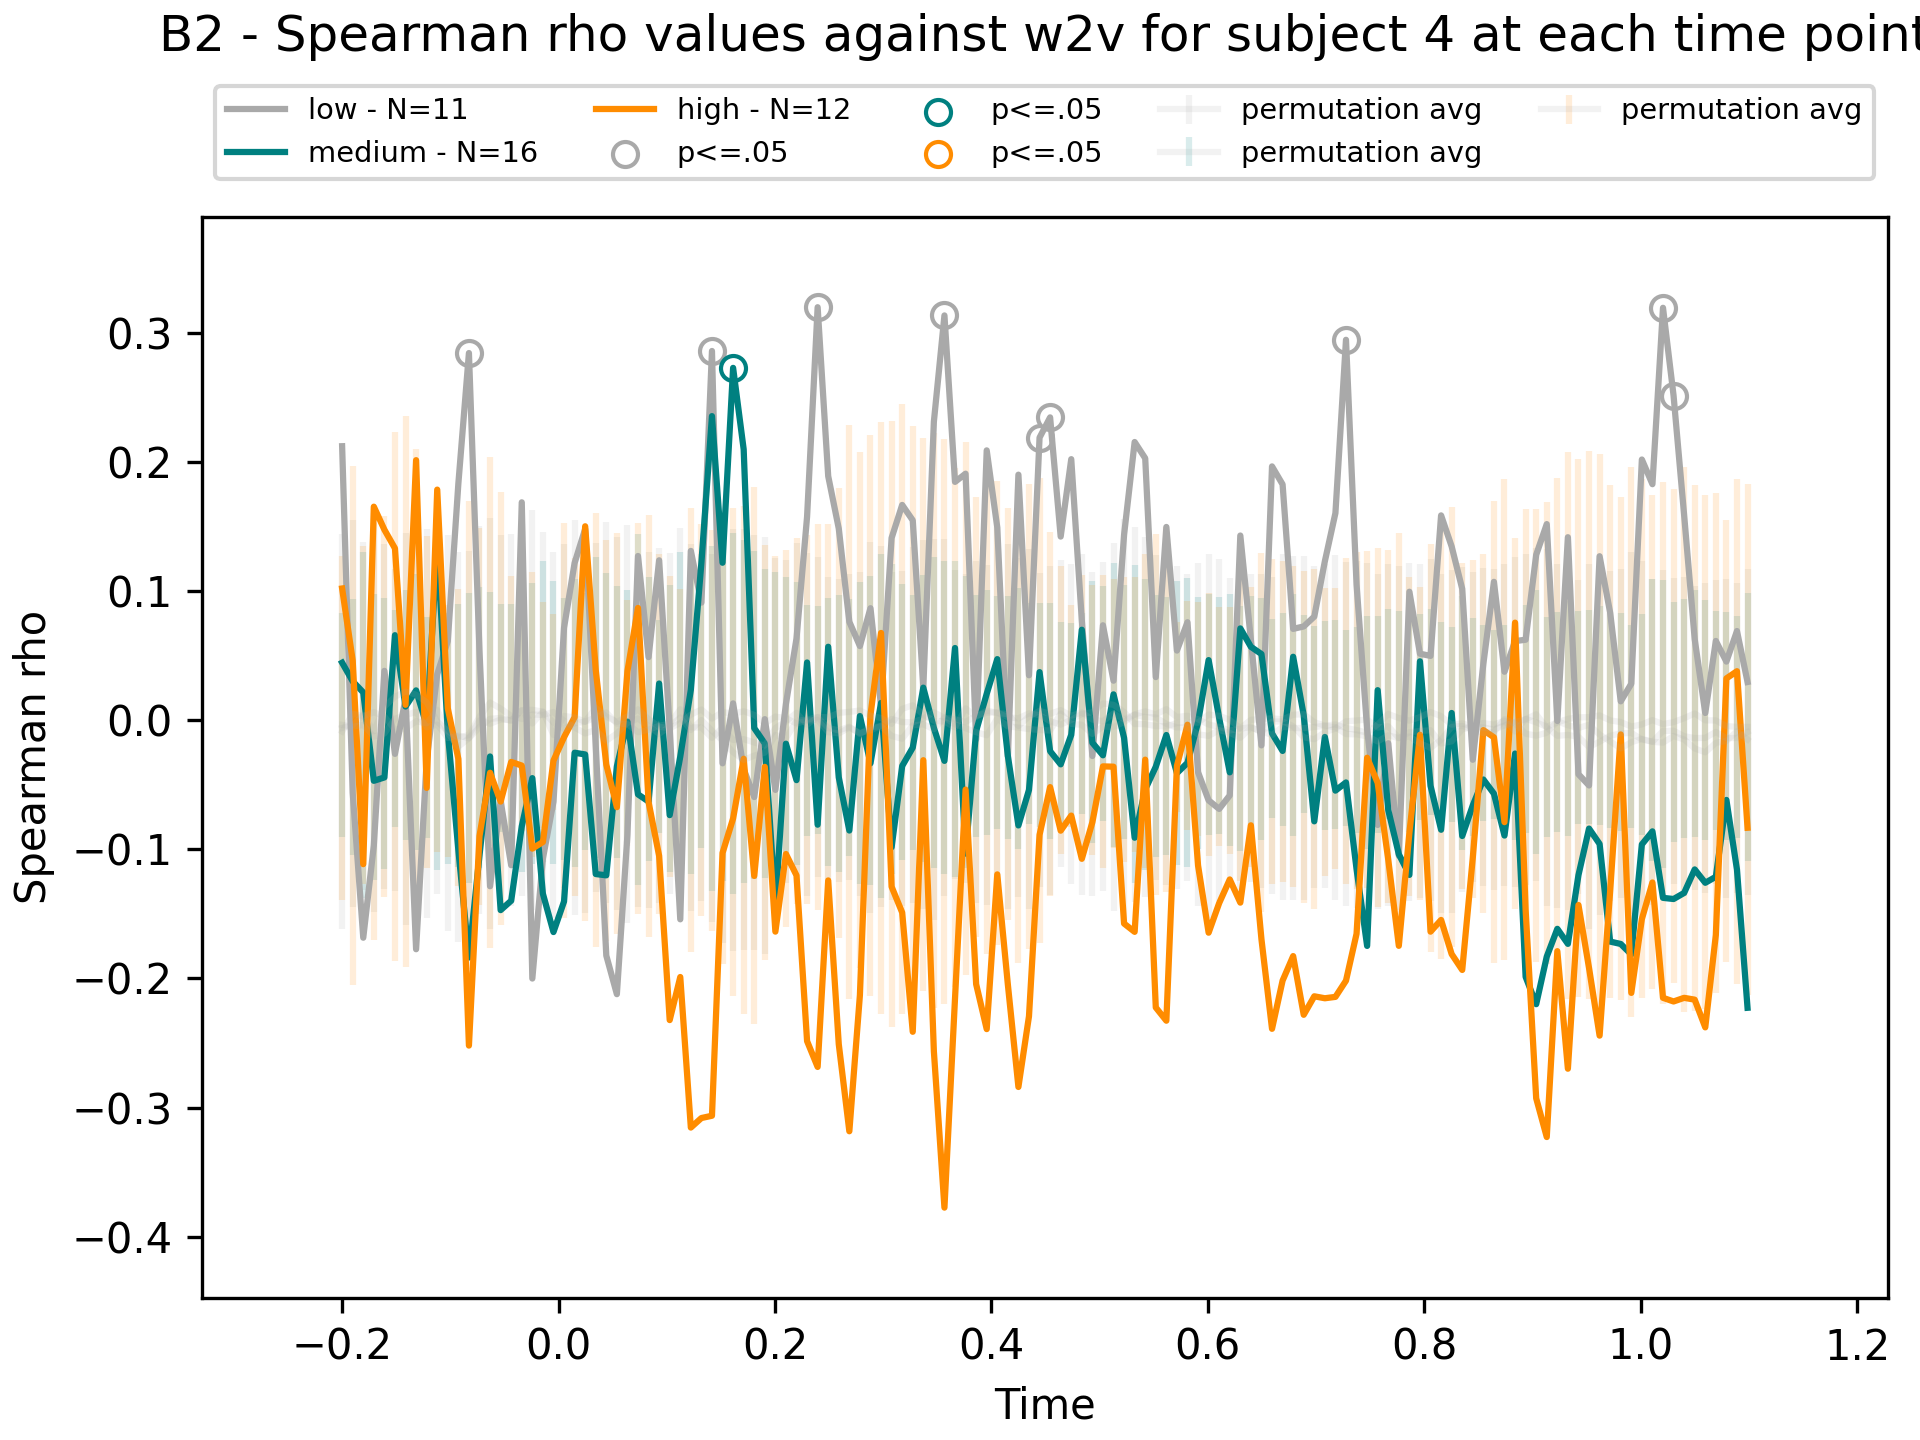 B2 - Spearman rho values against w2v for subject 4 at each time point
low - N=11
medium - N=16
high - N=12
p<=.05
p<=.05
p<=.05
permutation avg
permutation avg
permutation avg
Spearman rho
0.3
0.2
0.1
0.0
−0.1
−0.2
−0.3
−0.4
−0.2 0.0 0.2 0.4 0.6 0.8 1.0 1.2
Time